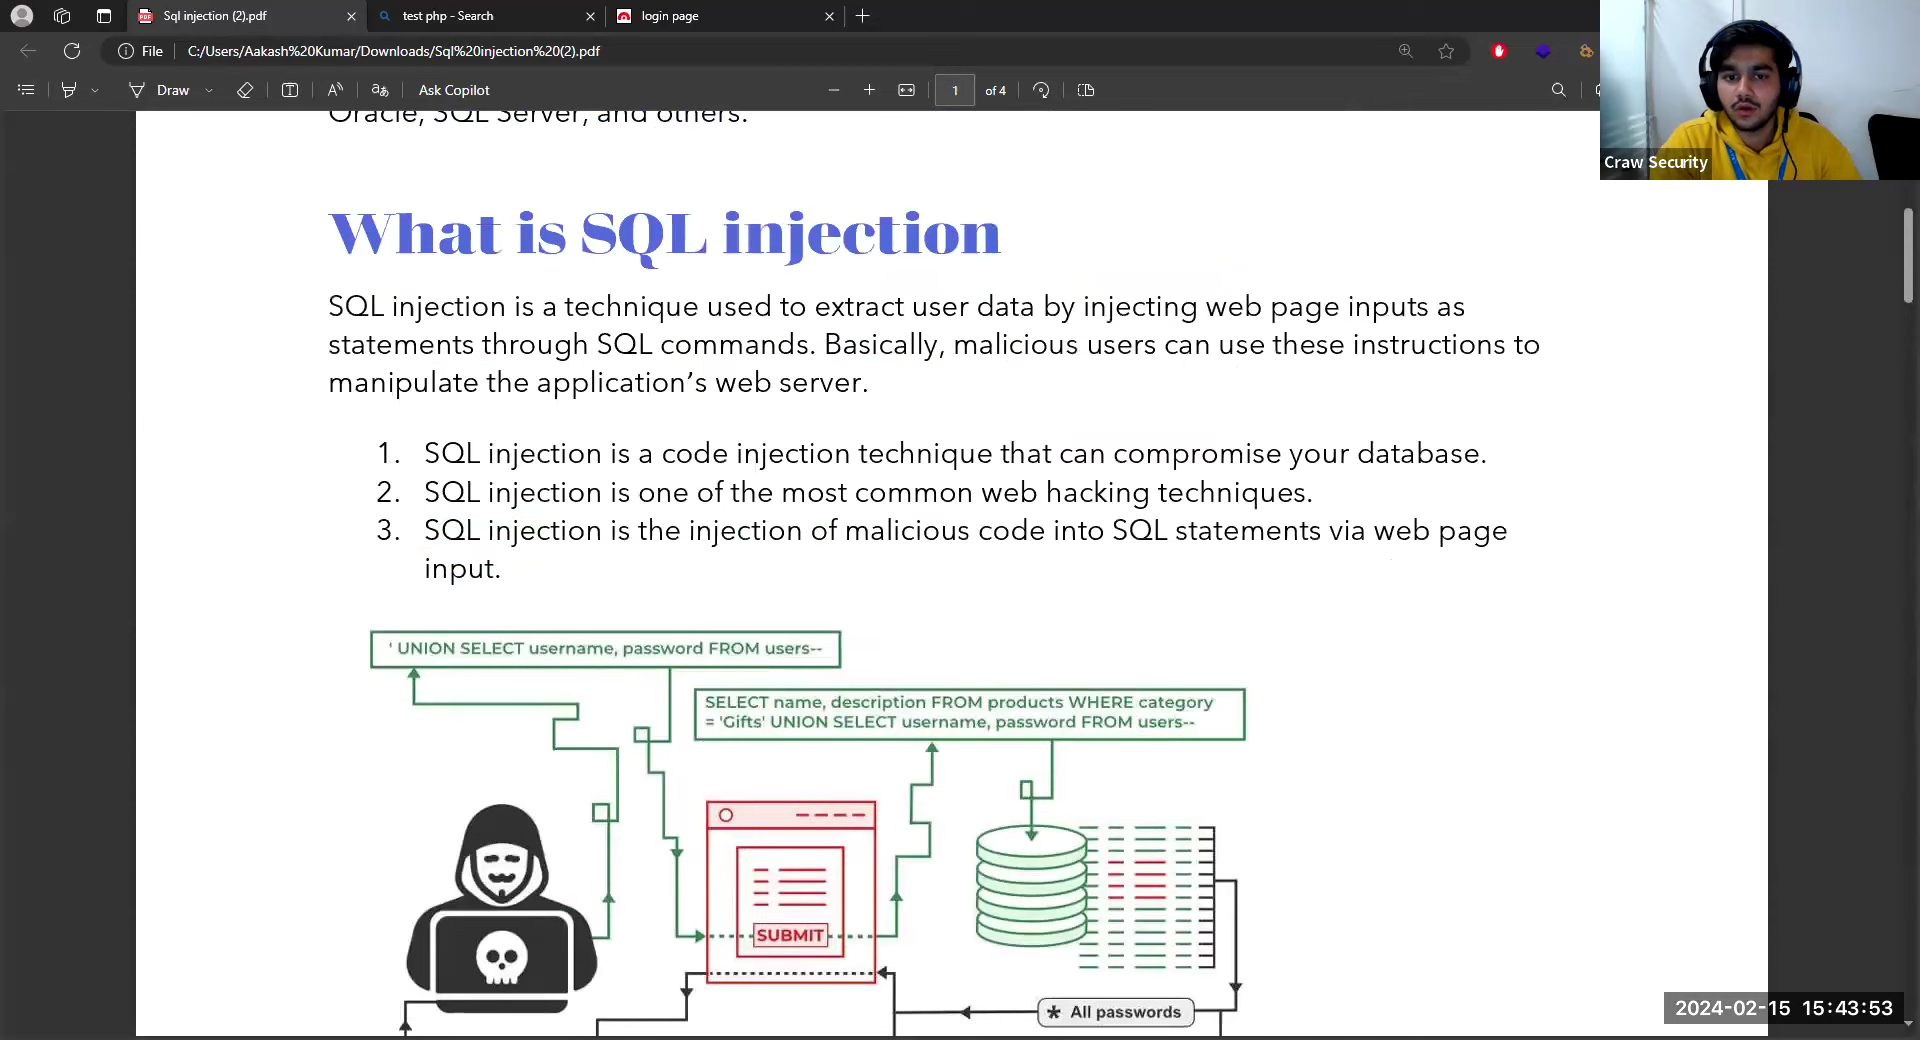 Sql injection (2).pdf
test php - Search
login page
File
C:/Users/Aakash%20Kumar/Downloads/Sql%20injection%20(2).pdf
Draw
Ask Copilot
1 of 4
Craw Security
Oracle, SQL Server, and others.
What is SQL injection
SQL injection is a technique used to extract user data by injecting web page inputs as
statements through SQL commands. Basically, malicious users can use these instructions to
manipulate the application’s web server.
1. SQL injection is a code injection technique that can compromise your database.
2. SQL injection is one of the most common web hacking techniques.
3. SQL injection is the injection of malicious code into SQL statements via web page
input.
' UNION SELECT username, password FROM users--
SELECT name, description FROM products WHERE category
= 'Gifts' UNION SELECT username, password FROM users--
SUBMIT
* All passwords
2024-02-15 15:43:53